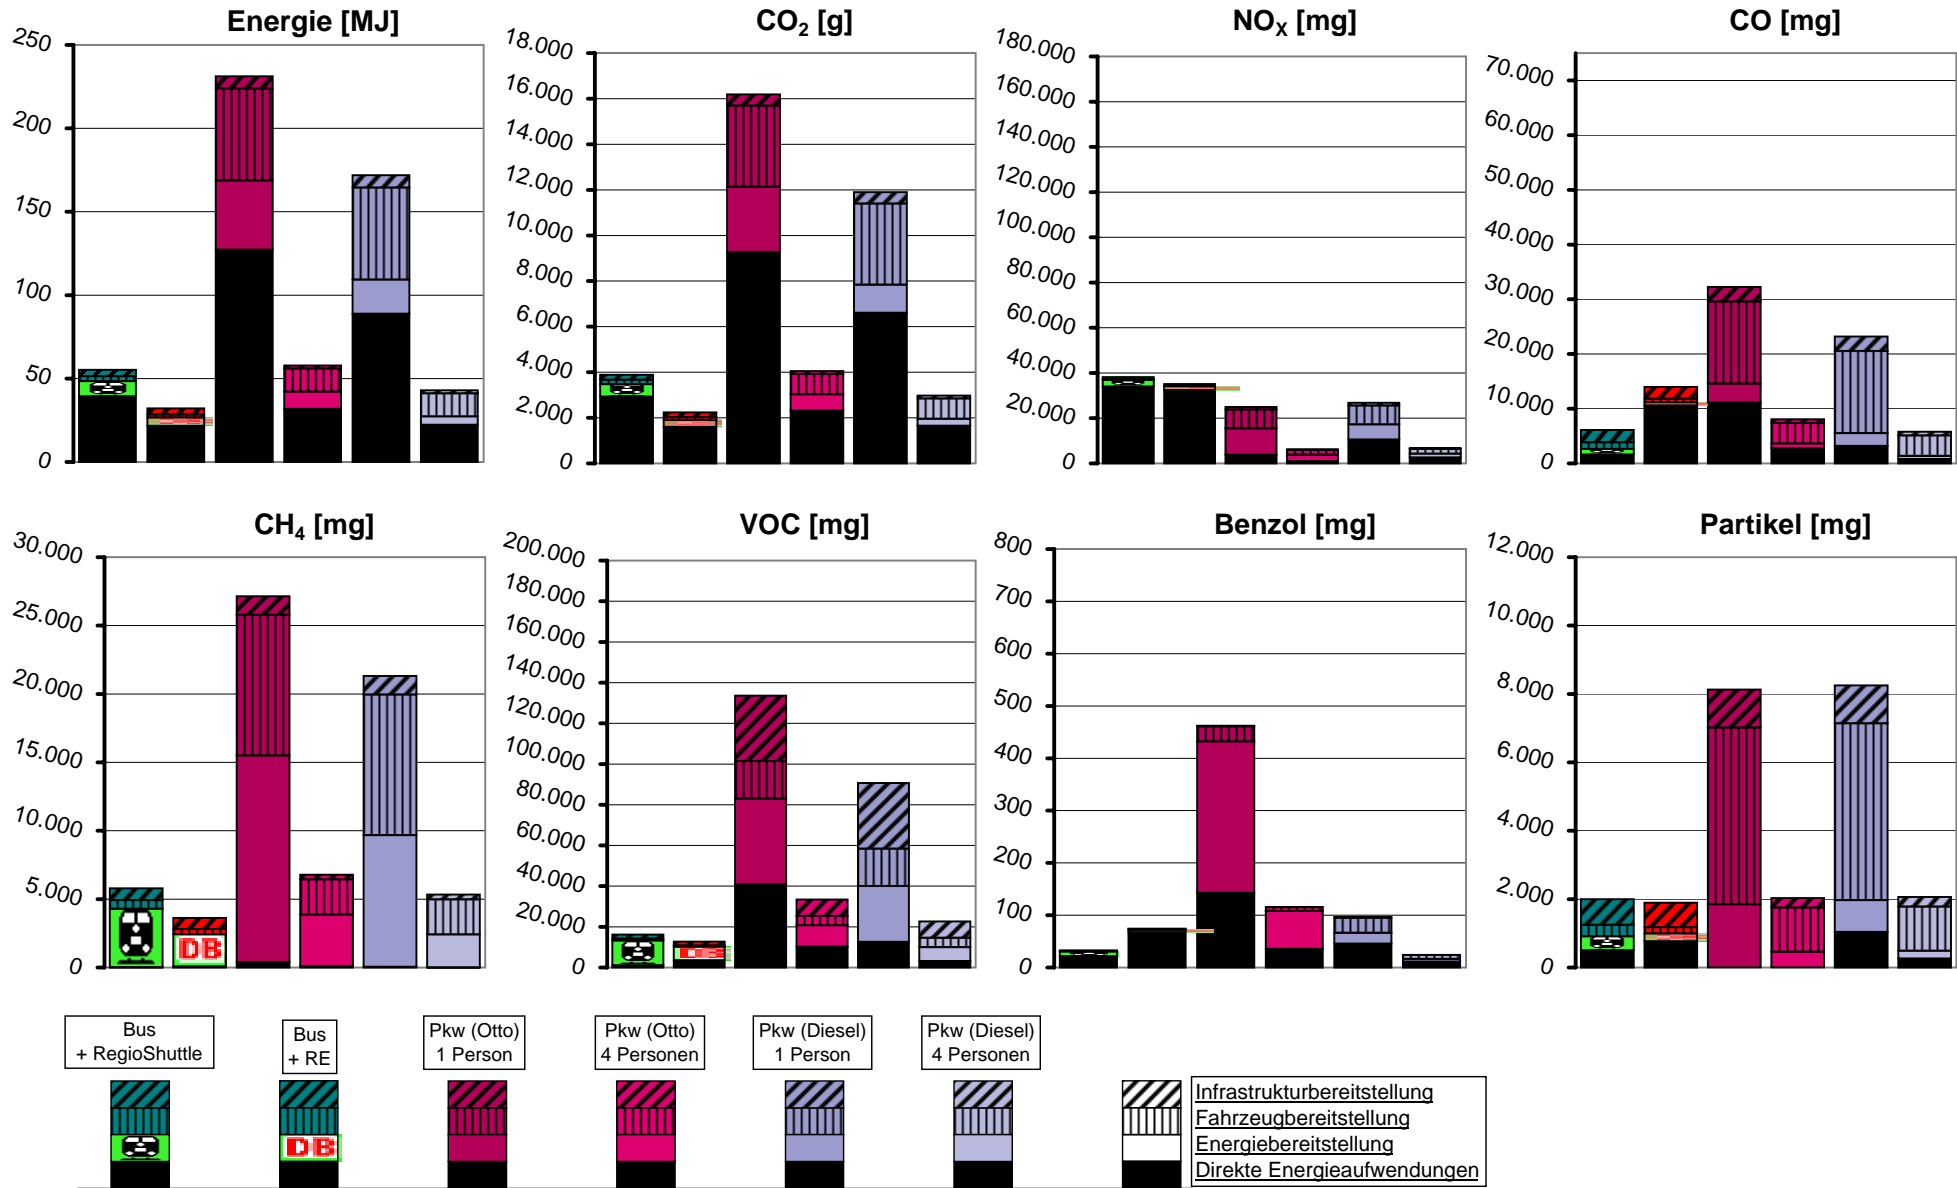 Energie [MJ]
250
200
150
100
50
0
CO₂ [g]
18.000
16.000
14.000
12.000
10.000
8.000
6.000
4.000
2.000
0
NOₓ [mg]
180.000
160.000
140.000
120.000
100.000
80.000
60.000
40.000
20.000
0
CO [mg]
70.000
60.000
50.000
40.000
30.000
20.000
10.000
0
CH₄ [mg]
30.000
25.000
20.000
15.000
10.000
5.000
0
DB
VOC [mg]
200.000
180.000
160.000
140.000
120.000
100.000
80.000
60.000
40.000
20.000
0
Benzol [mg]
800
700
600
500
400
300
200
100
0
Partikel [mg]
12.000
10.000
8.000
6.000
4.000
2.000
0
Bus
+ RegioShuttle
Bus
+ RE
DB
Pkw (Otto)
1 Person
Pkw (Otto)
4 Personen
Pkw (Diesel)
1 Person
Pkw (Diesel)
4 Personen
Infrastrukturbereitstellung
Fahrzeugbereitstellung
Energiebereitstellung
Direkte Energieaufwendungen